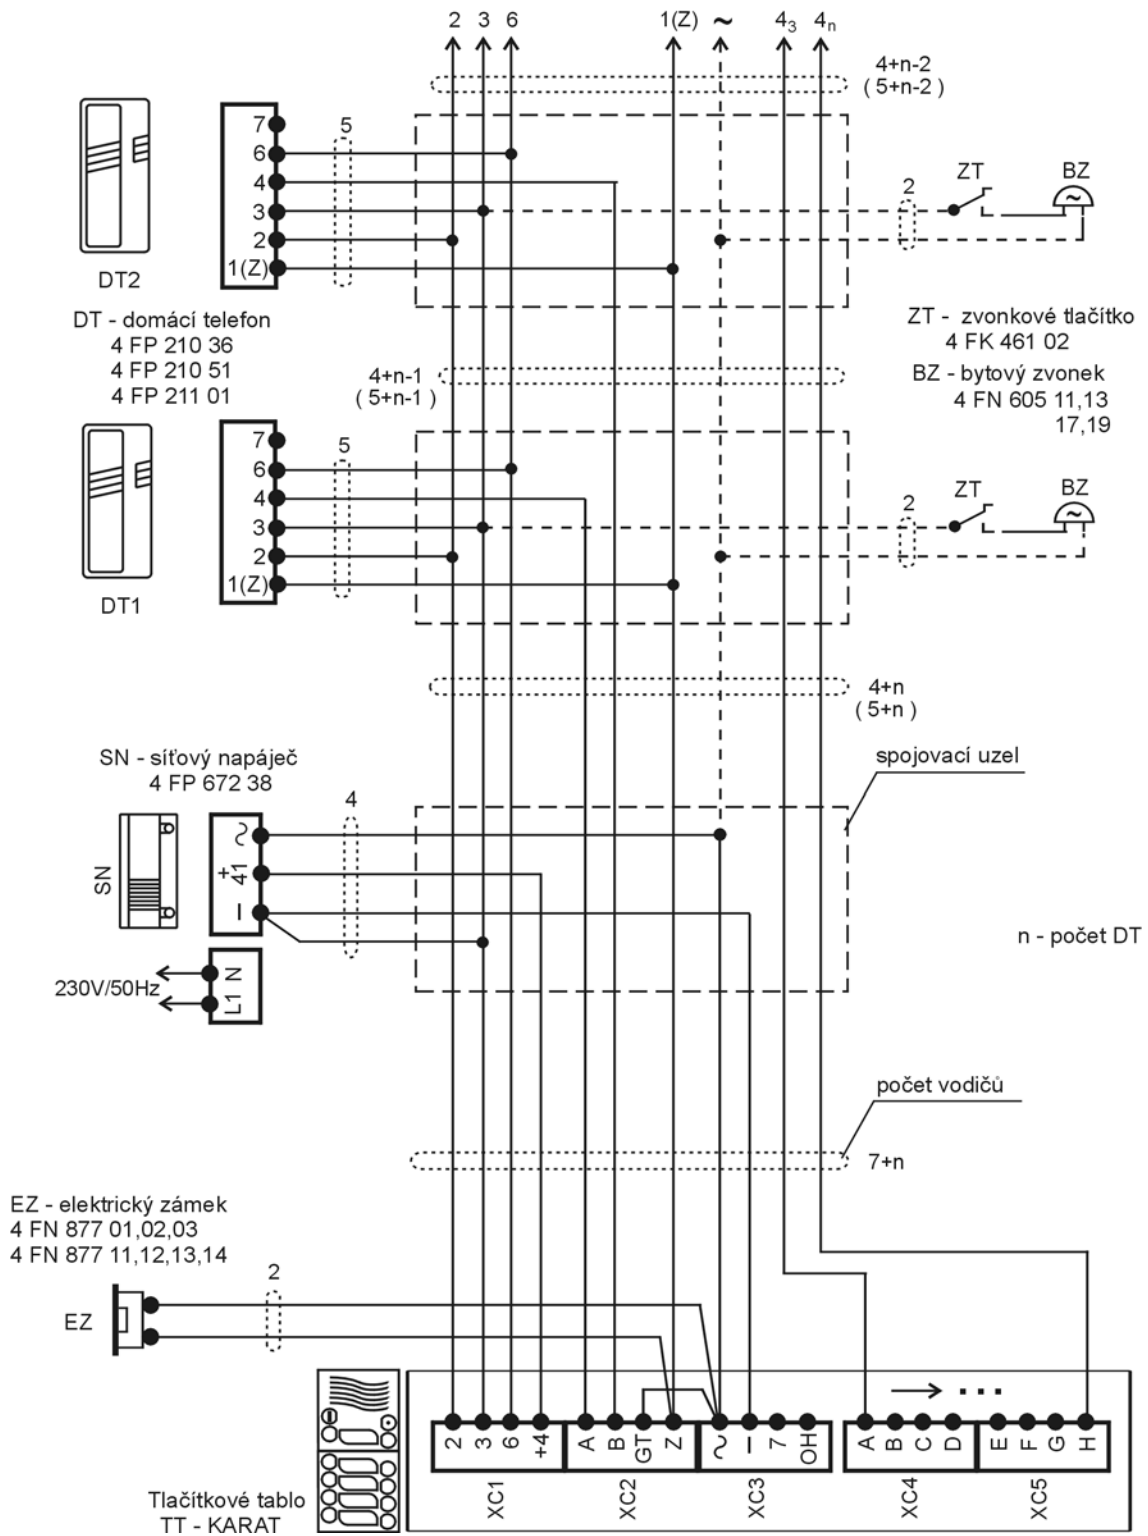 2 3 6 1(Z) ~ 4₃ 4ₙ
4+n-2
( 5+n-2 )
7
6
4
3
2
1(Z)
5
2
ZT
BZ
~
DT2
DT - domácí telefon
4 FP 210 36
4 FP 210 51
4 FP 211 01
ZT - zvonkové tlačítko
4 FK 461 02
BZ - bytový zvonek
4 FN 605 11,13
17,19
4+n-1
( 5+n-1 )
7
6
4
3
2
1(Z)
5
2
ZT
BZ
~
DT1
4+n
( 5+n )
SN - síťový napáječ
4 FP 672 38
spojovací uzel
4
SN
~
+
41
–
N
L1
230V/50Hz
n - počet DT
počet vodičů
7+n
EZ - elektrický zámek
4 FN 877 01,02,03
4 FN 877 11,12,13,14
2
EZ
...
2 3 6 +4 A B GT Z ~ – 7 OH A B C D E F G H
XC1 XC2 XC3 XC4 XC5
Tlačítkové tablo
TT - KARAT